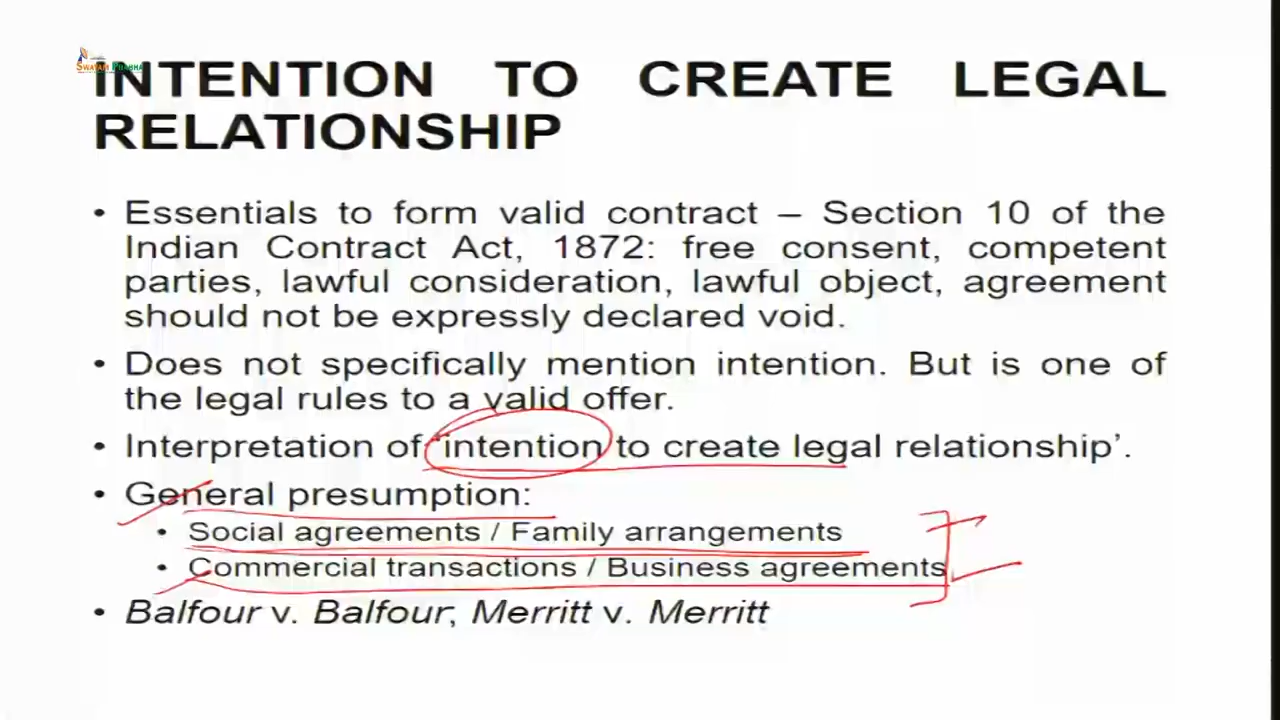 SWAYAM PRABHA
INTENTION TO CREATE LEGAL
RELATIONSHIP
• Essentials to form valid contract – Section 10 of the
Indian Contract Act, 1872: free consent, competent
parties, lawful consideration, lawful object, agreement
should not be expressly declared void.
• Does not specifically mention intention. But is one of
the legal rules to a valid offer.
• Interpretation of 'intention to create legal relationship'.
• General presumption:
• Social agreements / Family arrangements
• Commercial transactions / Business agreements
• Balfour v. Balfour; Merritt v. Merritt